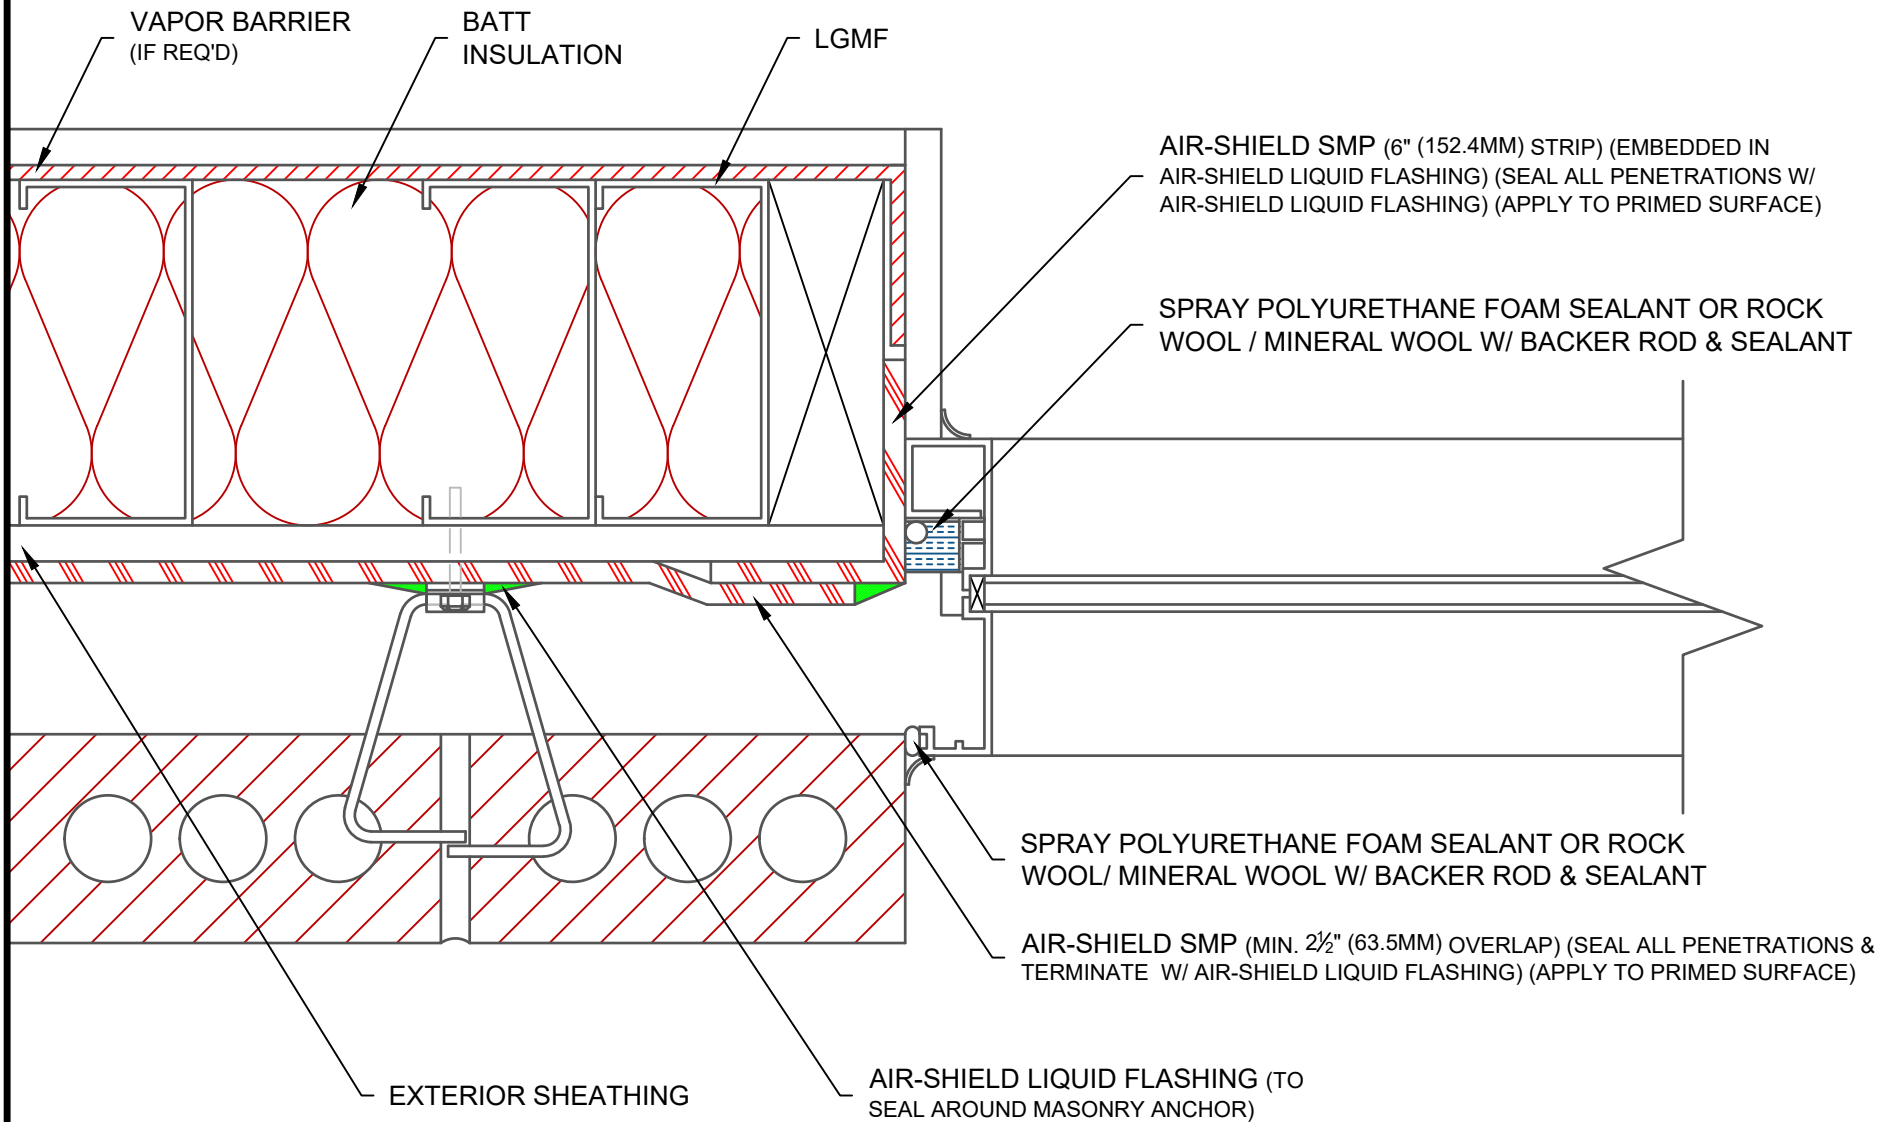 VAPOR BARRIER
(IF REQ'D)
BATT
INSULATION
LGMF
AIR-SHIELD SMP (6" (152.4MM) STRIP) (EMBEDDED IN
AIR-SHIELD LIQUID FLASHING) (SEAL ALL PENETRATIONS W/
AIR-SHIELD LIQUID FLASHING) (APPLY TO PRIMED SURFACE)
SPRAY POLYURETHANE FOAM SEALANT OR ROCK
WOOL / MINERAL WOOL W/ BACKER ROD & SEALANT
SPRAY POLYURETHANE FOAM SEALANT OR ROCK
WOOL/ MINERAL WOOL W/ BACKER ROD & SEALANT
AIR-SHIELD SMP (MIN. 2½" (63.5MM) OVERLAP) (SEAL ALL PENETRATIONS &
TERMINATE W/ AIR-SHIELD LIQUID FLASHING) (APPLY TO PRIMED SURFACE)
EXTERIOR SHEATHING
AIR-SHIELD LIQUID FLASHING (TO
SEAL AROUND MASONRY ANCHOR)